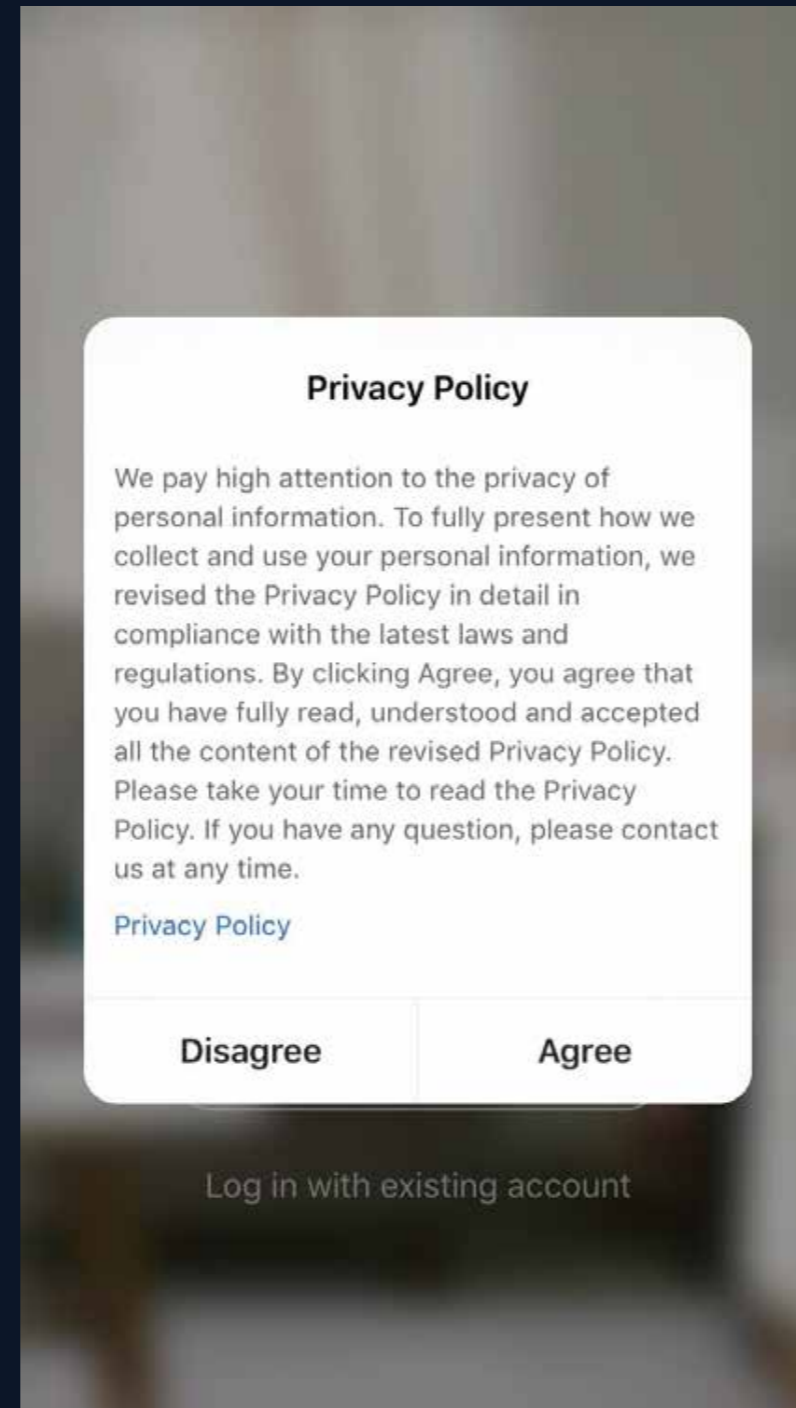 Privacy Policy
We pay high attention to the privacy of
personal information. To fully present how we
collect and use your personal information, we
revised the Privacy Policy in detail in
compliance with the latest laws and
regulations. By clicking Agree, you agree that
you have fully read, understood and accepted
all the content of the revised Privacy Policy.
Please take your time to read the Privacy
Policy. If you have any question, please contact
us at any time.
Privacy Policy
Disagree
Agree
Log in with existing account